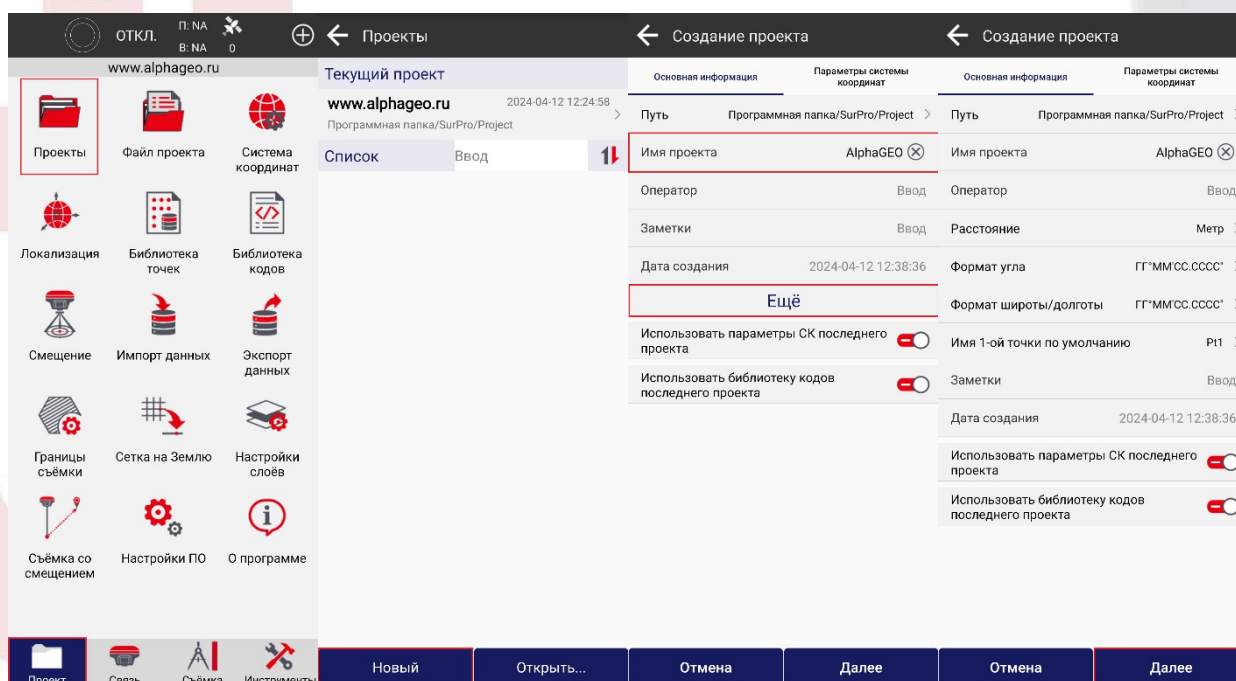 ОТКЛ.
П: NA
В: NA
0
www.alphageo.ru
Проекты
Файл проекта
Система
координат
Локализация
Библиотека
точек
Библиотека
кодов
Смещение
Импорт данных
Экспорт
данных
Границы
съёмки
Сетка на Землю
Настройки
слоёв
Съёмка со
смещением
Настройки ПО
О программе
Проект
Связь
Съёмка
Инструменты
Проекты
Текущий проект
www.alphageo.ru
2024-04-12 12:24:58
Программная папка/SurPro/Project
Список
Ввод
Новый
Открыть...
Создание проекта
Основная информация
Параметры системы
координат
Путь
Программная папка/SurPro/Project
Имя проекта
AlphaGEO
Оператор
Ввод
Заметки
Ввод
Дата создания
2024-04-12 12:38:36
Ещё
Использовать параметры СК последнего
проекта
Использовать библиотеку кодов
последнего проекта
Отмена
Далее
Создание проекта
Основная информация
Параметры системы
координат
Путь
Программная папка/SurPro/Project
Имя проекта
AlphaGEO
Оператор
Ввод
Расстояние
Метр
Формат угла
ГГ°ММ'СС.СССС"
Формат широты/долготы
ГГ°ММ'СС.СССС"
Имя 1-ой точки по умолчанию
Pt1
Заметки
Ввод
Дата создания
2024-04-12 12:38:36
Использовать параметры СК последнего
проекта
Использовать библиотеку кодов
последнего проекта
Отмена
Далее